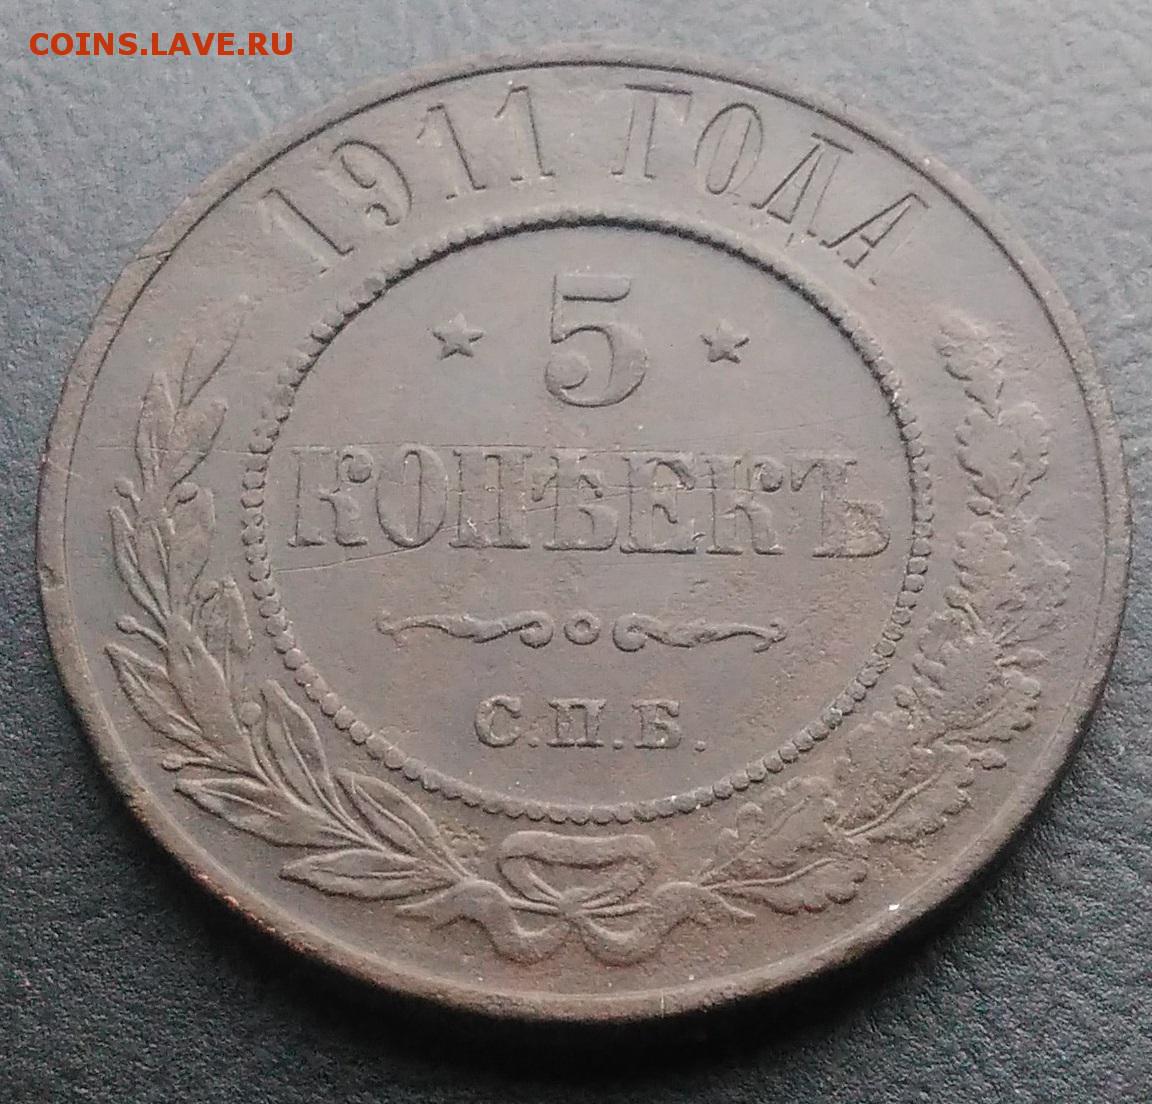 COINS.LAVE.RU
1911 ГОДА
5
КОПѢЕКЪ
С.П.Б.